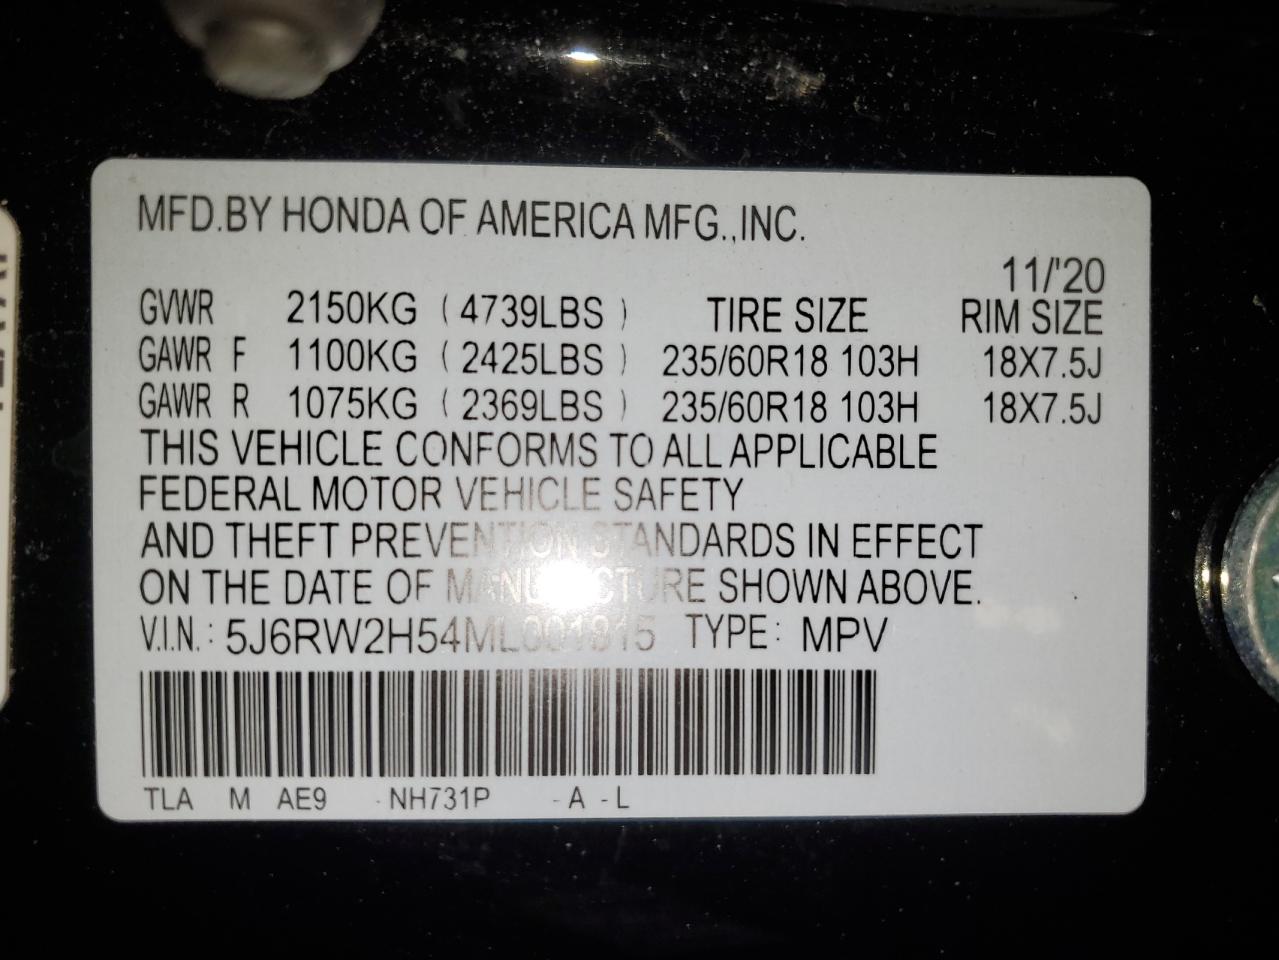 MFD.BY HONDA OF AMERICA MFG.,INC.
11/'20
GVWR 2150KG ( 4739LBS ) TIRE SIZE RIM SIZE
GAWR F 1100KG ( 2425LBS ) 235/60R18 103H 18X7.5J
GAWR R 1075KG ( 2369LBS ) 235/60R18 103H 18X7.5J
THIS VEHICLE CONFORMS TO ALL APPLICABLE
FEDERAL MOTOR VEHICLE SAFETY
AND THEFT PREVENTION STANDARDS IN EFFECT
ON THE DATE OF MANUFACTURE SHOWN ABOVE.
V.I.N.: 5J6RW2H54ML001815 TYPE: MPV
TLA M AE9 -NH731P -A -L